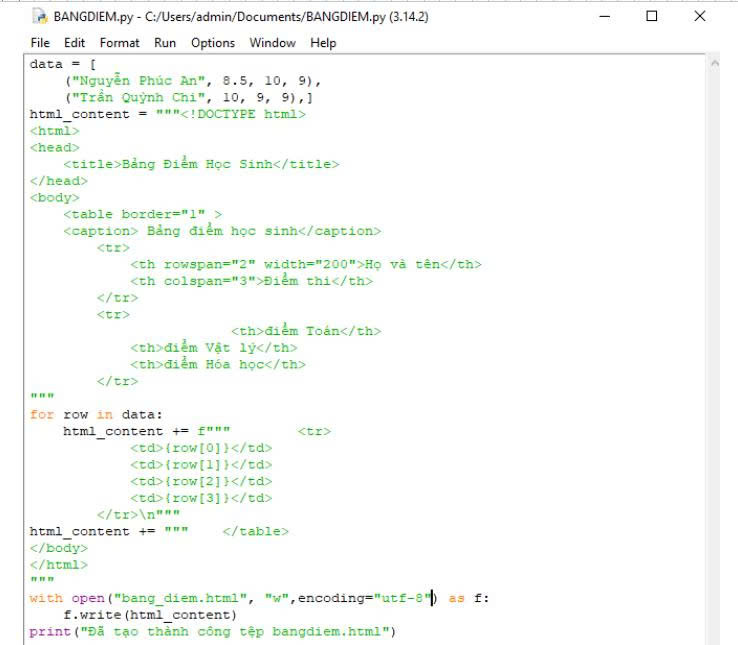 BANGDIEM.py - C:/Users/admin/Documents/BANGDIEM.py (3.14.2)
File Edit Format Run Options Window Help
data = [
    ("Nguyễn Phúc An", 8.5, 10, 9),
    ("Trần Quỳnh Chi", 10, 9, 9),]
html_content = """<!DOCTYPE html>
<html>
<head>
    <title>Bảng Điểm Học Sinh</title>
</head>
<body>
    <table border="1" >
    <caption> Bảng điểm học sinh</caption>
        <tr>
            <th rowspan="2" width="200">Họ và tên</th>
            <th colspan="3">Điểm thi</th>
        </tr>
        <tr>
                        <th>điểm Toán</th>
            <th>điểm Vật lý</th>
            <th>điểm Hóa học</th>
        </tr>
"""
for row in data:
    html_content += f"""        <tr>
            <td>{row[0]}</td>
            <td>{row[1]}</td>
            <td>{row[2]}</td>
            <td>{row[3]}</td>
        </tr>\n"""
html_content += """    </table>
</body>
</html>
"""
with open("bang_diem.html", "w",encoding="utf-8") as f:
    f.write(html_content)
print("Đã tạo thành công tệp bangdiem.html")